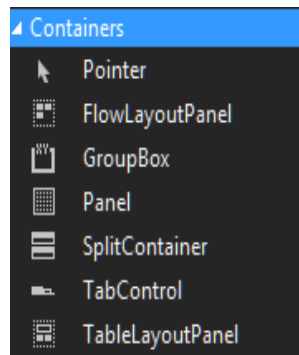 Containers
Pointer
FlowLayoutPanel
GroupBox
Panel
SplitContainer
TabControl
TableLayoutPanel